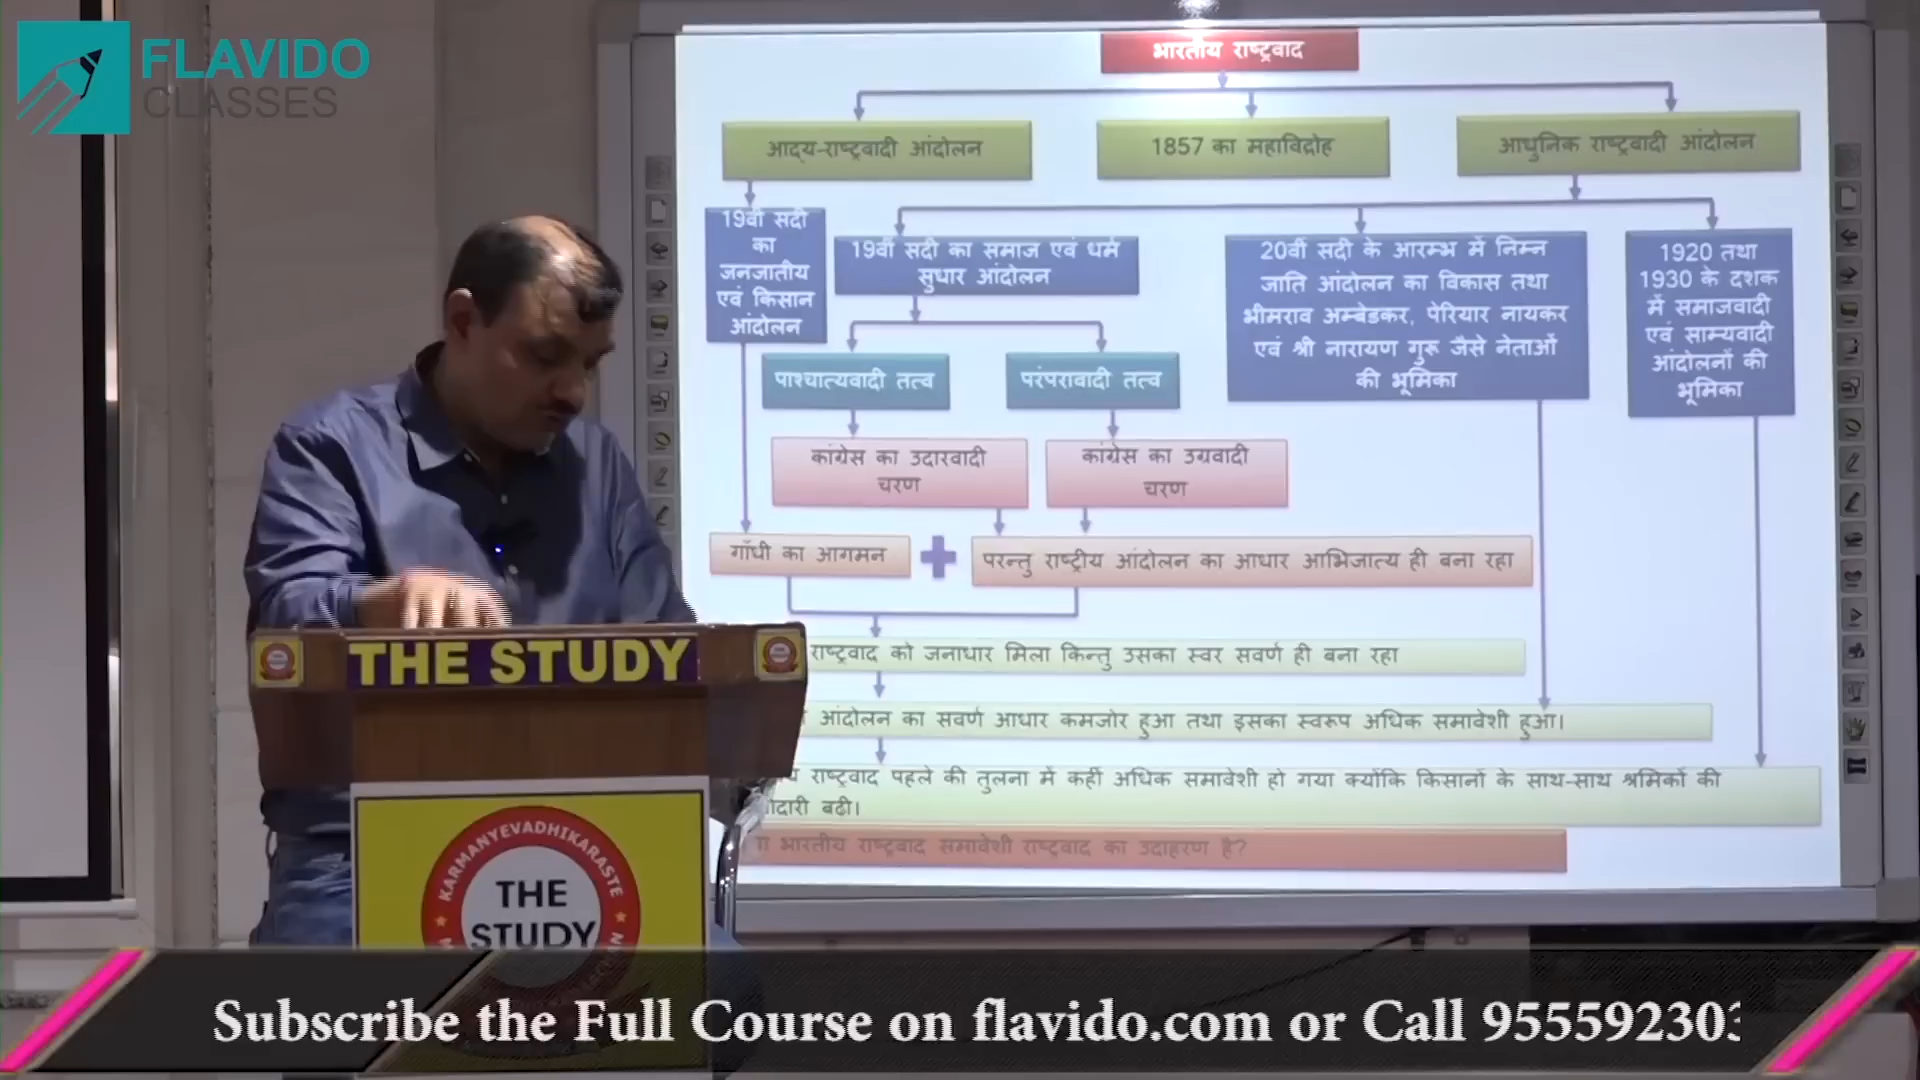 FLAVIDO
CLASSES
भारतीय राष्ट्रवाद
आद्य-राष्ट्रवादी आंदोलन
1857 का महाविद्रोह
आधुनिक राष्ट्रवादी आंदोलन
19वीं सदी
का
जनजातीय
एवं किसान
आंदोलन
19वीं सदी का समाज एवं धर्म
सुधार आंदोलन
20वीं सदी के आरम्भ में निम्न
जाति आंदोलन का विकास तथा
भीमराव अम्बेडकर, पेरियार नायकर
एवं श्री नारायण गुरू जैसे नेताओं
की भूमिका
1920 तथा
1930 के दशक
में समाजवादी
एवं साम्यवादी
आंदोलनों की
भूमिका
पाश्चात्यवादी तत्व
परंपरावादी तत्व
कांग्रेस का उदारवादी
चरण
कांग्रेस का उग्रवादी
चरण
गाँधी का आगमन
परन्तु राष्ट्रीय आंदोलन का आधार आभिजात्य ही बना रहा
राष्ट्रवाद को जनाधार मिला किन्तु उसका स्वर सवर्ण ही बना रहा
आंदोलन का सवर्ण आधार कमजोर हुआ तथा इसका स्वरूप अधिक समावेशी हुआ।
राष्ट्रवाद पहले की तुलना में कहीं अधिक समावेशी हो गया क्योंकि किसानों के साथ-साथ श्रमिकों की
बढ़ी।
भारतीय राष्ट्रवाद समावेशी राष्ट्रवाद का उदाहरण है?
THE STUDY
KARMANYEVADHIKARASTE
THE
STUDY
Subscribe the Full Course on flavido.com or Call 955592303